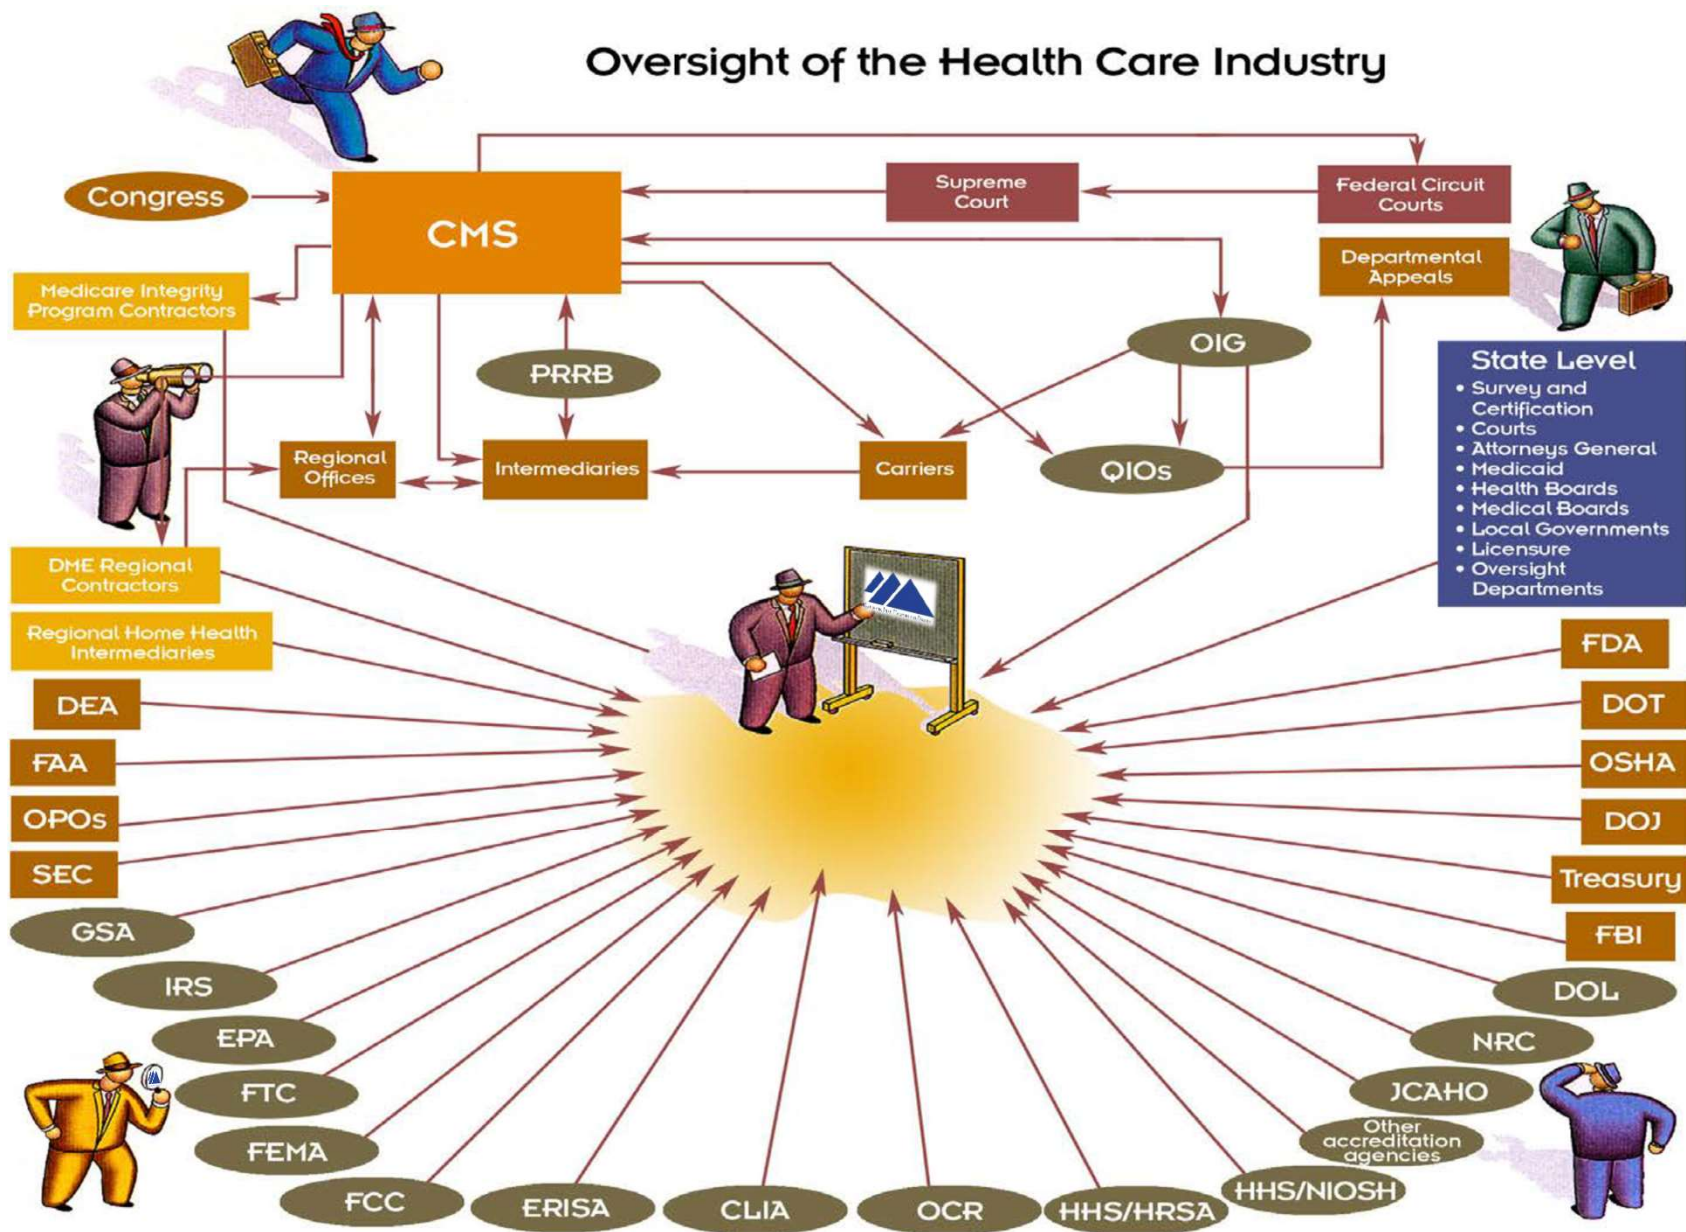 Oversight of the Health Care Industry
Congress
CMS
Supreme
Court
Federal Circuit
Courts
Departmental
Appeals
Medicare Integrity
Program Contractors
OIG
PRRB
State Level
• Survey and
Certification
• Courts
• Attorneys General
• Medicaid
• Health Boards
• Medical Boards
• Local Governments
• Licensure
• Oversight
Departments
Regional
Offices
Intermediaries
Carriers
QIOs
DME Regional
Contractors
Regional Home Health
Intermediaries
DEA
FAA
OPOs
SEC
GSA
IRS
EPA
FTC
FEMA
FCC
ERISA
CLIA
OCR
HHS/HRSA
HHS/NIOSH
Other
accreditation
agencies
JCAHO
NRC
DOL
FBI
Treasury
DOJ
OSHA
DOT
FDA